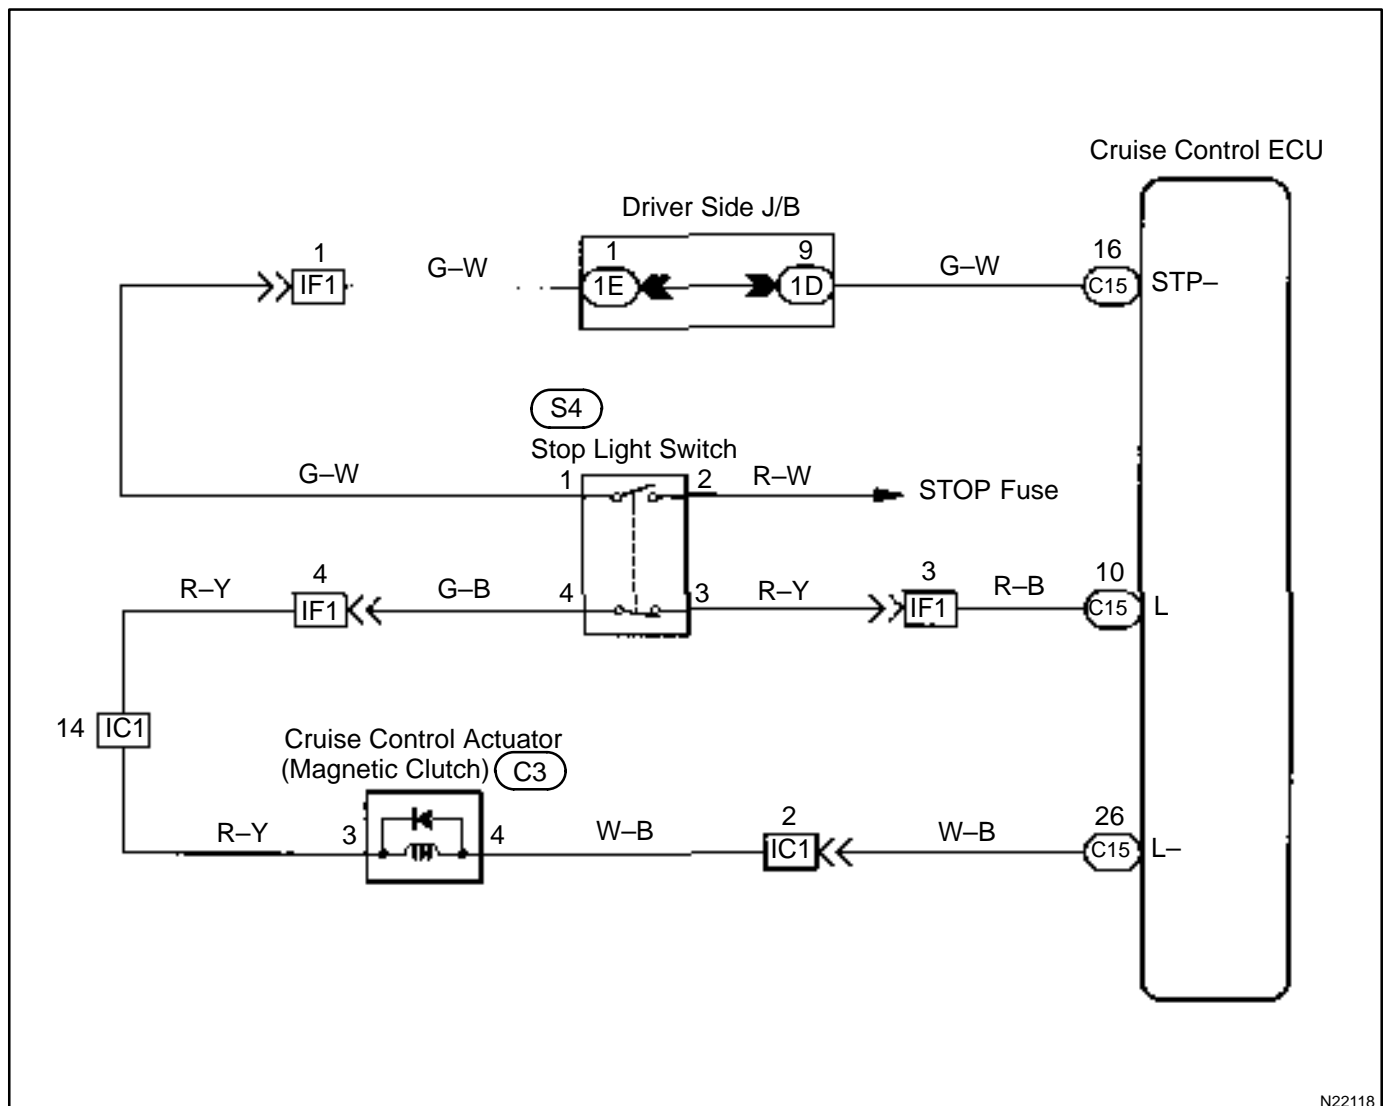 Cruise Control ECU
Driver Side J/B
1
1
9
16
G–W
G–W
IF1
1E
1D
C15
STP–
S4
Stop Light Switch
G–W
1
2
R–W
STOP Fuse
R–Y
4
G–B
4
3
R–Y
3
R–B
10
IF1
IF1
C15
L
14
IC1
Cruise Control Actuator
(Magnetic Clutch)
C3
R–Y
3
4
W–B
2
W–B
26
IC1
C15
L–
N22118